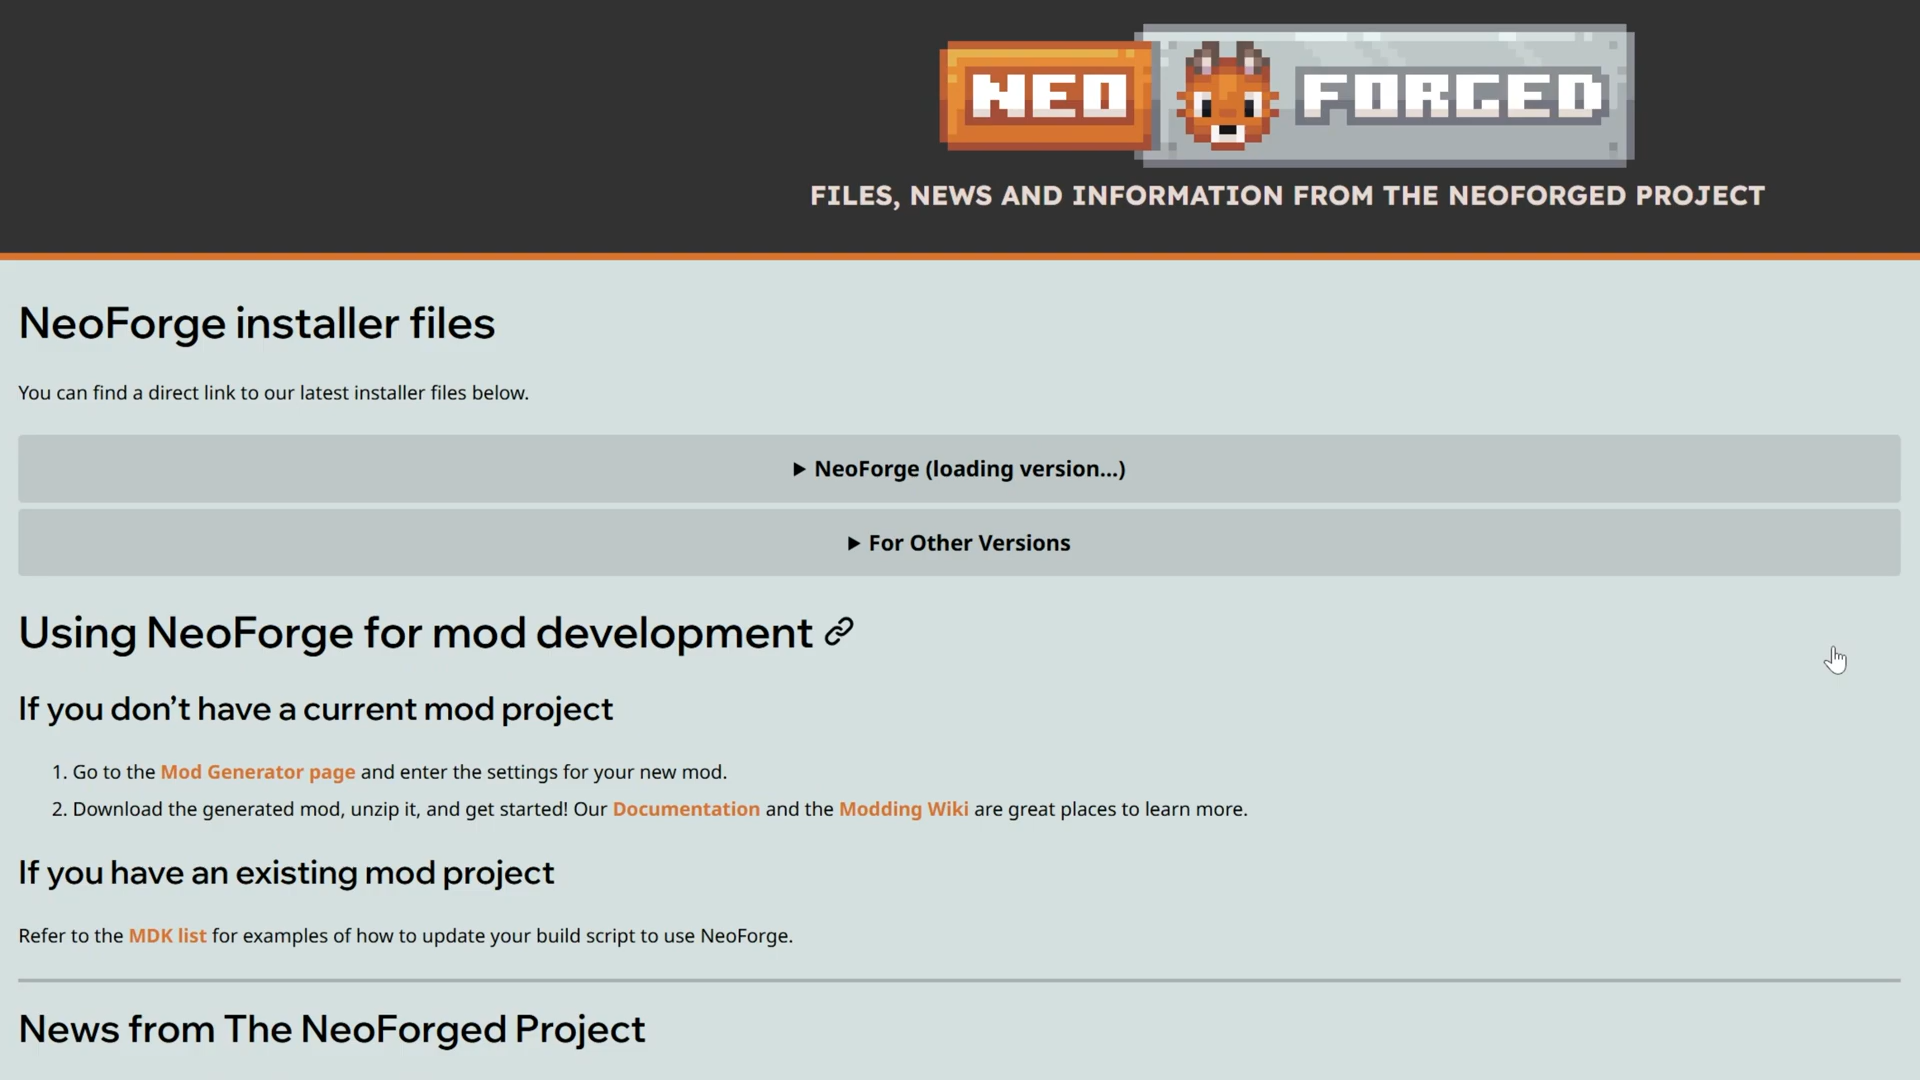 NEO FORGED
FILES, NEWS AND INFORMATION FROM THE NEOFORGED PROJECT
NeoForge installer files
You can find a direct link to our latest installer files below.
NeoForge (loading version...)
For Other Versions
Using NeoForge for mod development
If you don’t have a current mod project
1. Go to the Mod Generator page and enter the settings for your new mod.
2. Download the generated mod, unzip it, and get started! Our Documentation and the Modding Wiki are great places to learn more.
If you have an existing mod project
Refer to the MDK list for examples of how to update your build script to use NeoForge.
News from The NeoForged Project